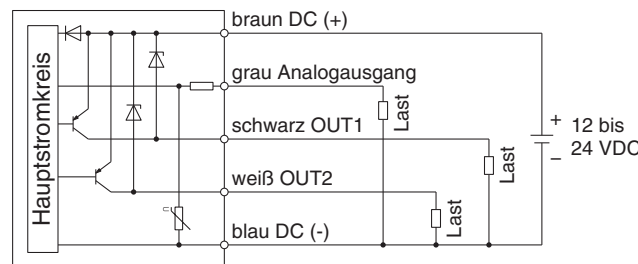 braun DC (+)
grau Analogausgang
schwarz OUT1
weiß OUT2
blau DC (-)
Hauptstromkreis
Last
Last
Last
+
12 bis
24 VDC
−